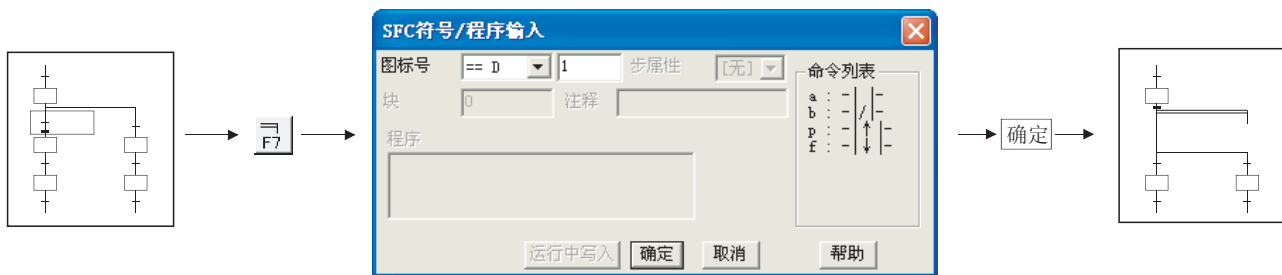 SFC符号/程序输入
图标号 == D 1 步属性 [无]
块 0 注释
程序
命令列表
a : -| |-
b : -|/|-
p : -|↑|-
f : -|↓|-
运行中写入 确定 取消 帮助
F7
确定